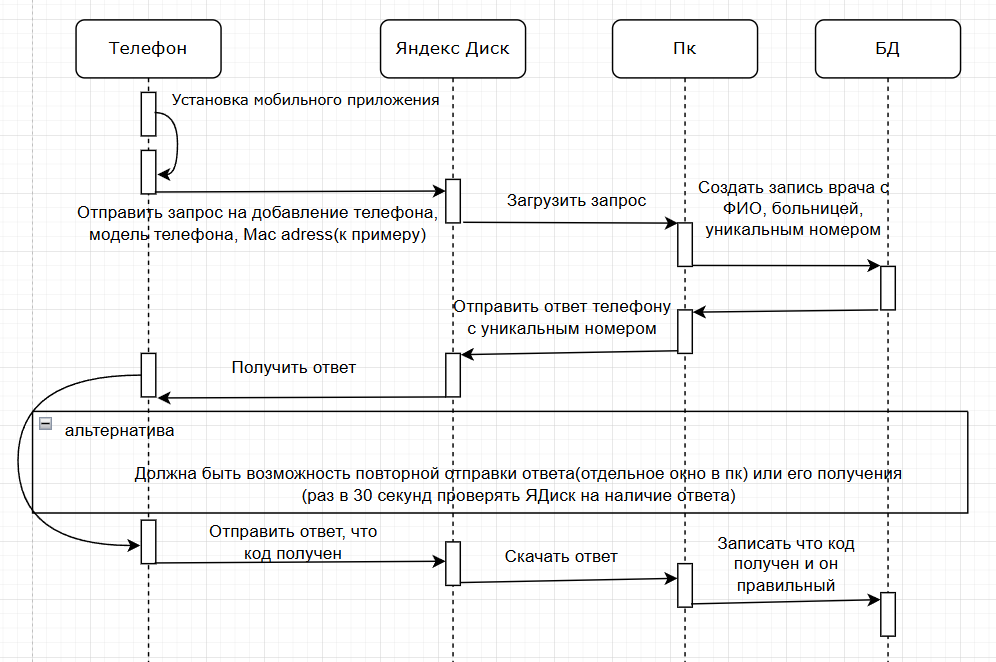 Телефон
Яндекс Диск
Пк
БД
Установка мобильного приложения
Отправить запрос на добавление телефона,
модель телефона, Mac adress(к примеру)
Загрузить запрос
Создать запись врача с
ФИО, больницей,
уникальным номером
Отправить ответ телефону
с уникальным номером
Получить ответ
альтернатива
Должна быть возможность повторной отправки ответа(отдельное окно в пк) или его получения
(раз в 30 секунд проверять ЯДиск на наличие ответа)
Отправить ответ, что
код получен
Скачать ответ
Записать что код
получен и он
правильный